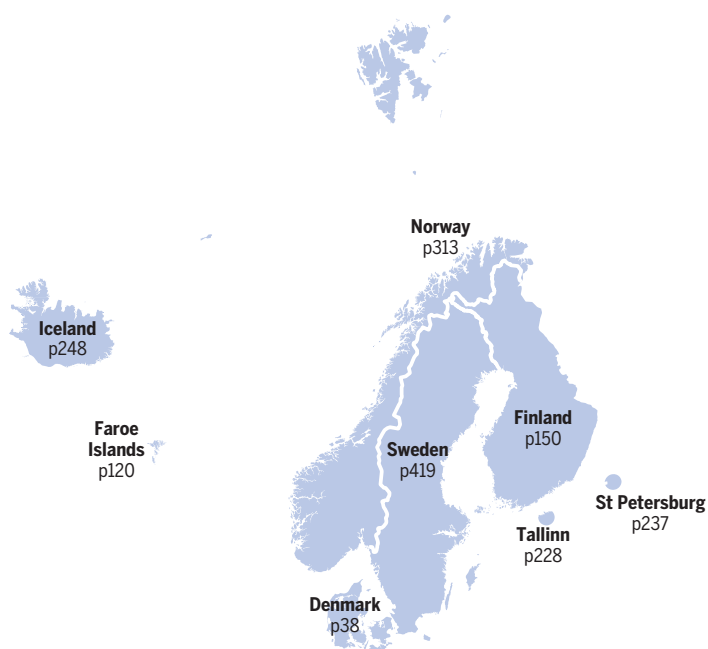 Norway
p313
Iceland
p248
Faroe
Islands
p120
Finland
p150
Sweden
p419
St Petersburg
p237
Tallinn
p228
Denmark
p38